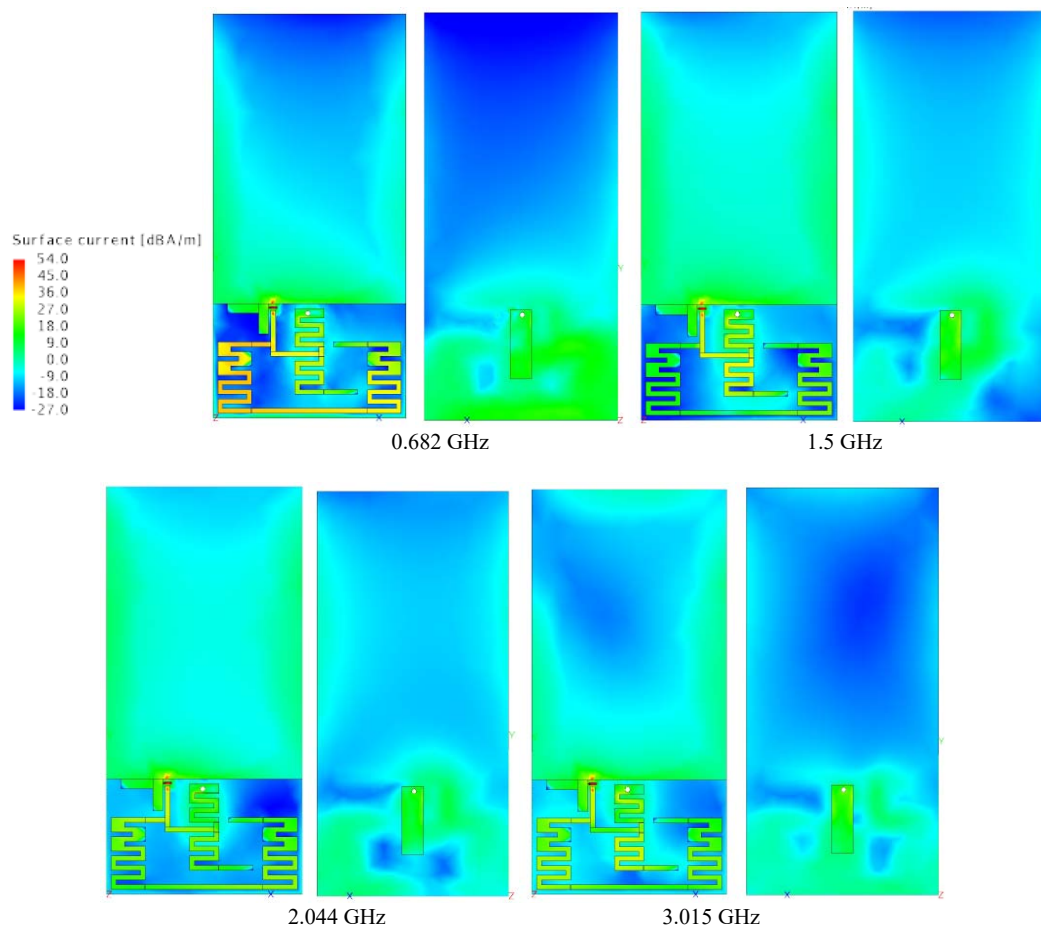 Surface current [dBA/m]
54.0
45.0
36.0
27.0
18.0
9.0
0.0
-9.0
-18.0
-27.0
Y
Z
X
X
Z
Z
X
X
0.682 GHz
1.5 GHz
Y
Y
Z
X
X
Z
Z
X
X
Z
2.044 GHz
3.015 GHz